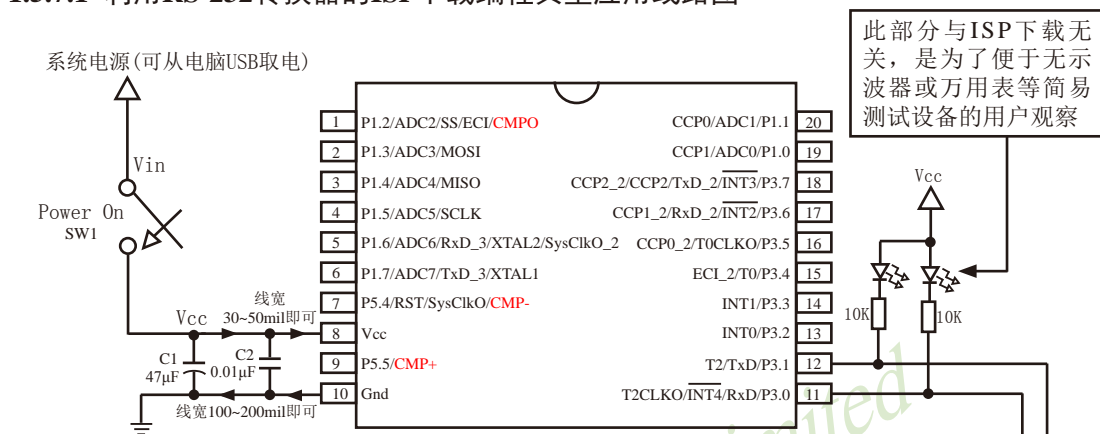 此部分与ISP下载无
关，是为了便于无示
波器或万用表等简易
测试设备的用户观察
系统电源(可从电脑USB取电)
Vin
Power On
SW1
Vcc
线宽
30~50mil即可
C1
47μF
C2
0.01μF
线宽100~200mil即可
1 P1.2/ADC2/SS/ECI/CMPO
2 P1.3/ADC3/MOSI
3 P1.4/ADC4/MISO
4 P1.5/ADC5/SCLK
5 P1.6/ADC6/RxD_3/XTAL2/SysClkO_2
6 P1.7/ADC7/TxD_3/XTAL1
7 P5.4/RST/SysClkO/CMP-
8 Vcc
9 P5.5/CMP+
10 Gnd
CCP0/ADC1/P1.1 20
CCP1/ADC0/P1.0 19
CCP2_2/CCP2/TxD_2/INT3/P3.7 18
CCP1_2/RxD_2/INT2/P3.6 17
CCP0_2/T0CLKO/P3.5 16
ECI_2/T0/P3.4 15
INT1/P3.3 14
INT0/P3.2 13
T2/TxD/P3.1 12
T2CLKO/INT4/RxD/P3.0 11
Vcc
10K
10K